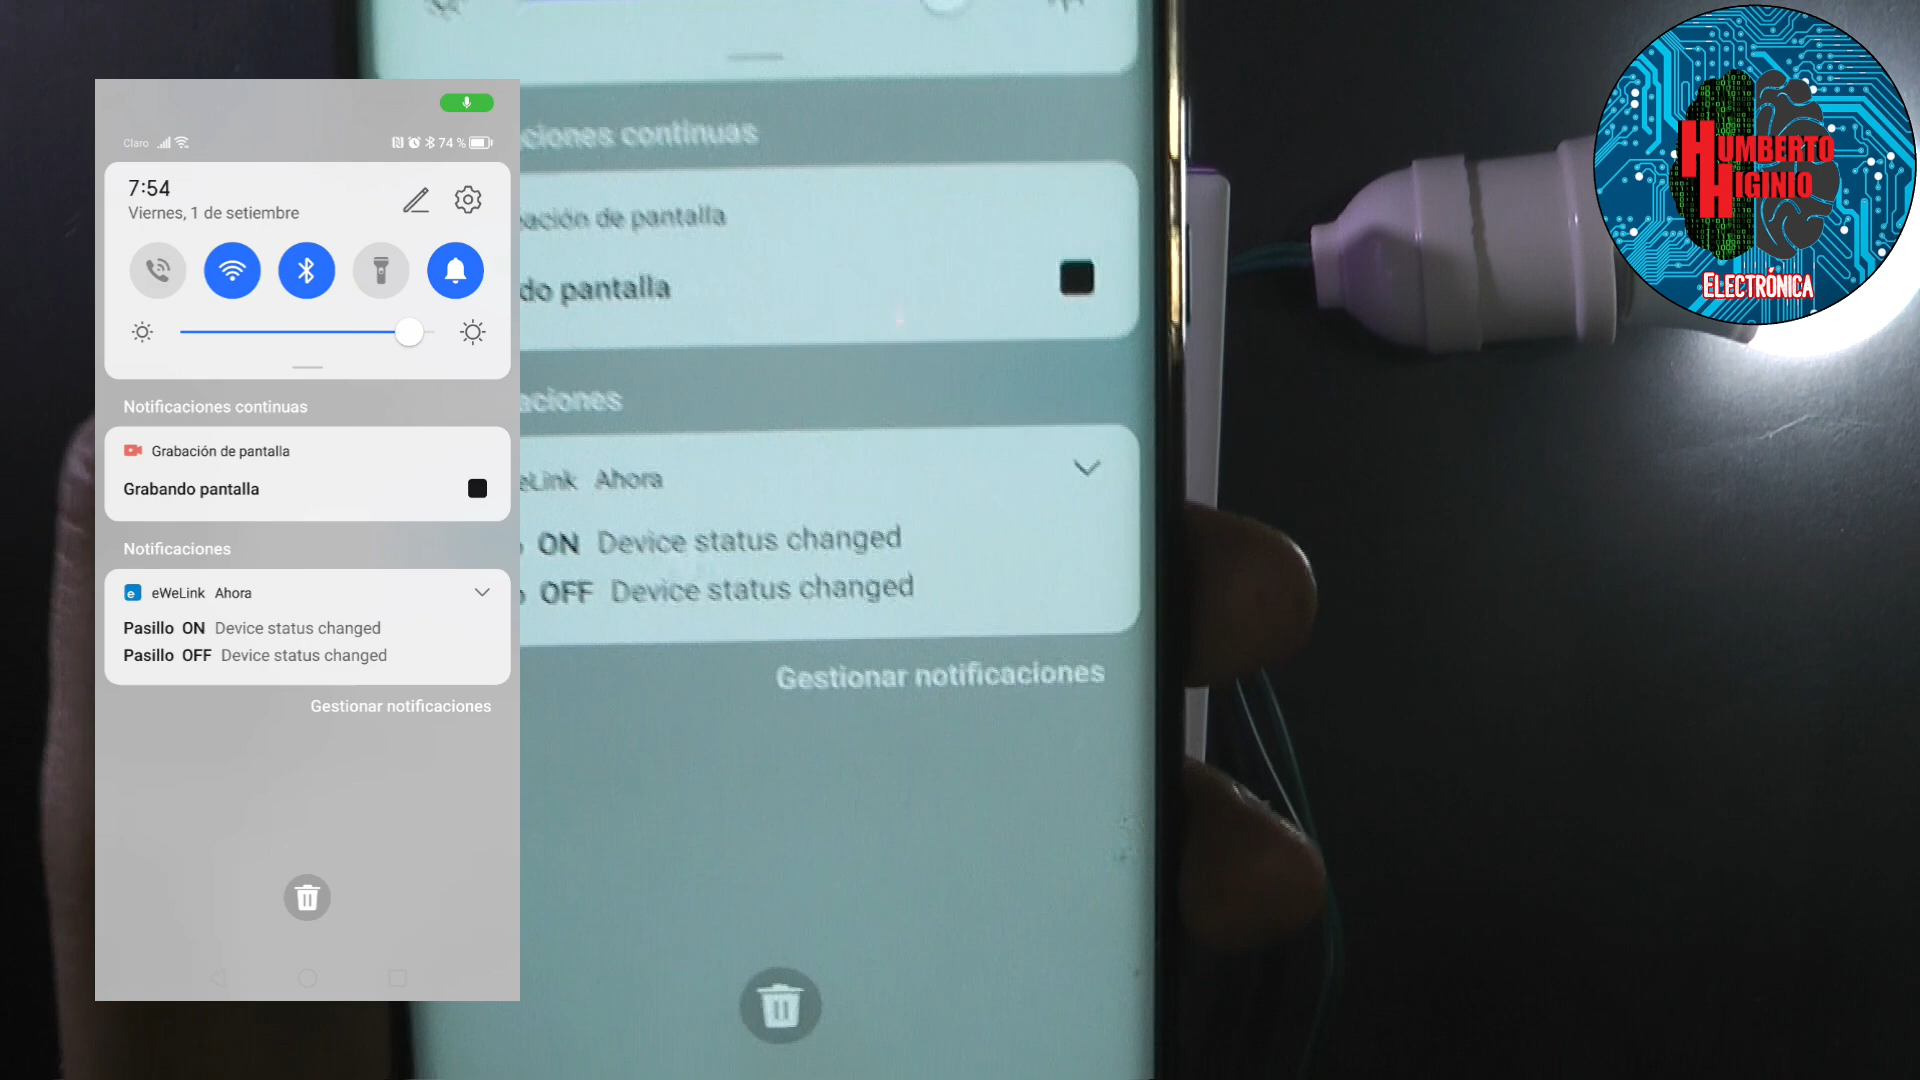 Claro
74 %
7:54
Viernes, 1 de setiembre
Notificaciones continuas
Grabación de pantalla
Grabando pantalla
Notificaciones
e eWeLink Ahora
Pasillo ON Device status changed
Pasillo OFF Device status changed
Gestionar notificaciones
ciones continuas
ación de pantalla
do pantalla
aciones
eLink Ahora
ON Device status changed
OFF Device status changed
Gestionar notificaciones
HUMBERTO
HIGINIO
ELECTRÓNICA